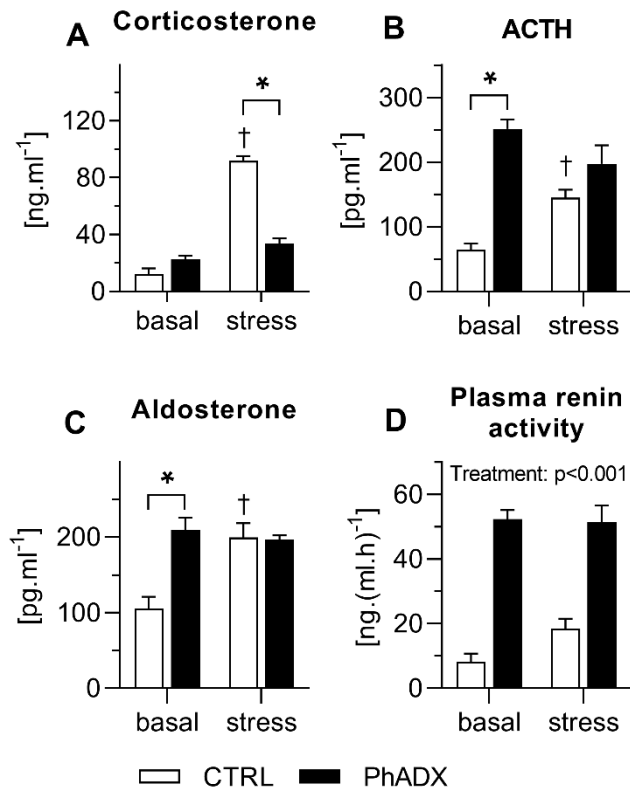 A Corticosterone
[ng.ml⁻¹]
120
80
40
0
*
†
basal stress
B ACTH
[pg.ml⁻¹]
300
200
100
0
*
†
basal stress
C Aldosterone
[pg.ml⁻¹]
200
100
0
*
†
basal stress
D Plasma renin
activity
Treatment: p<0.001
[ng.(ml.h)⁻¹]
60
40
20
0
basal stress
CTRL PhADX